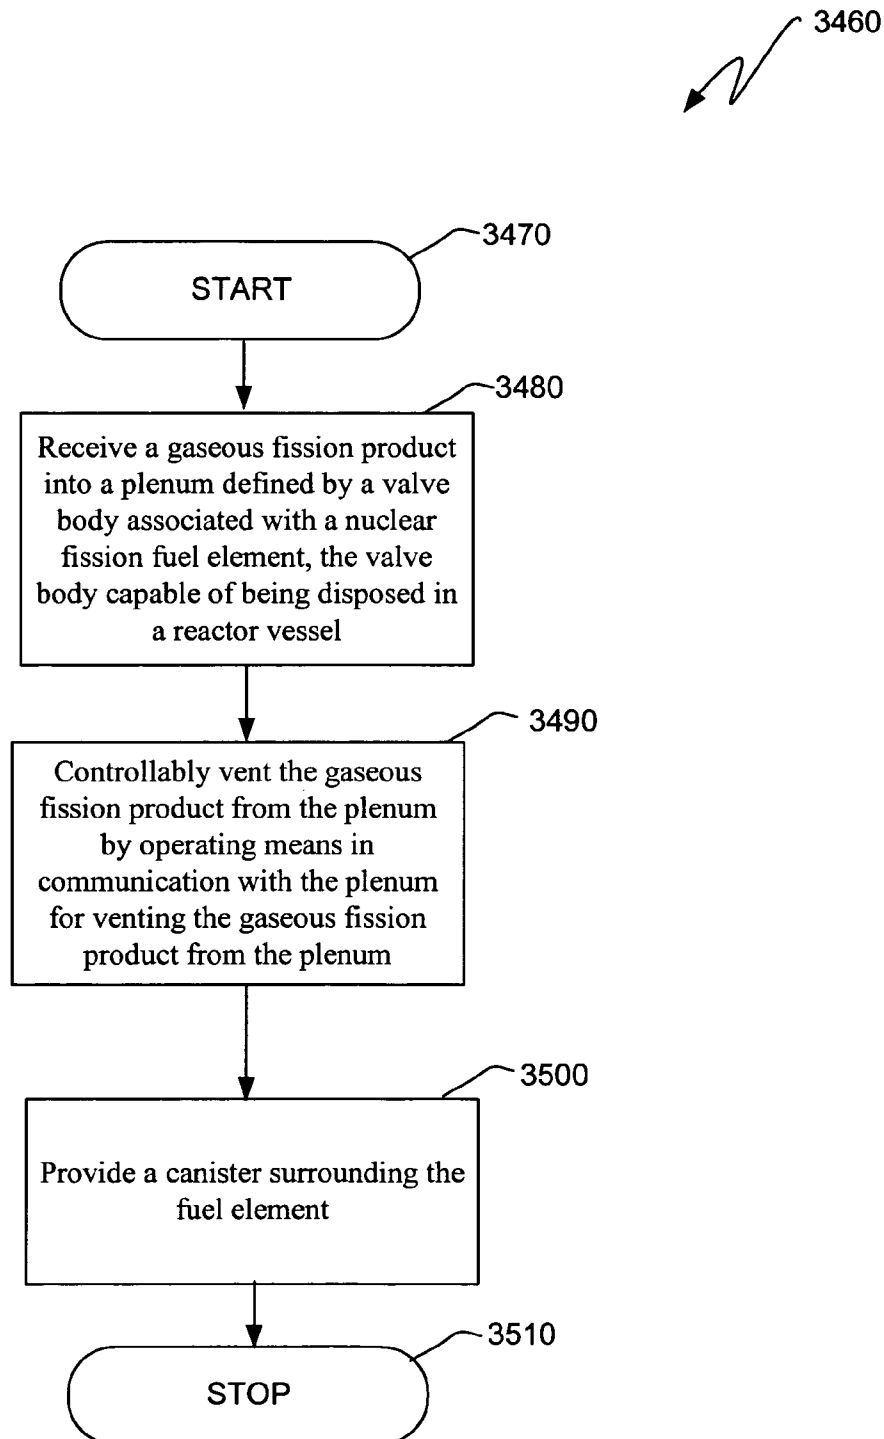 3460
3470
START
3480
Receive a gaseous fission product
into a plenum defined by a valve
body associated with a nuclear
fission fuel element, the valve
body capable of being disposed in
a reactor vessel
3490
Controllably vent the gaseous
fission product from the plenum
by operating means in
communication with the plenum
for venting the gaseous fission
product from the plenum
3500
Provide a canister surrounding the
fuel element
3510
STOP